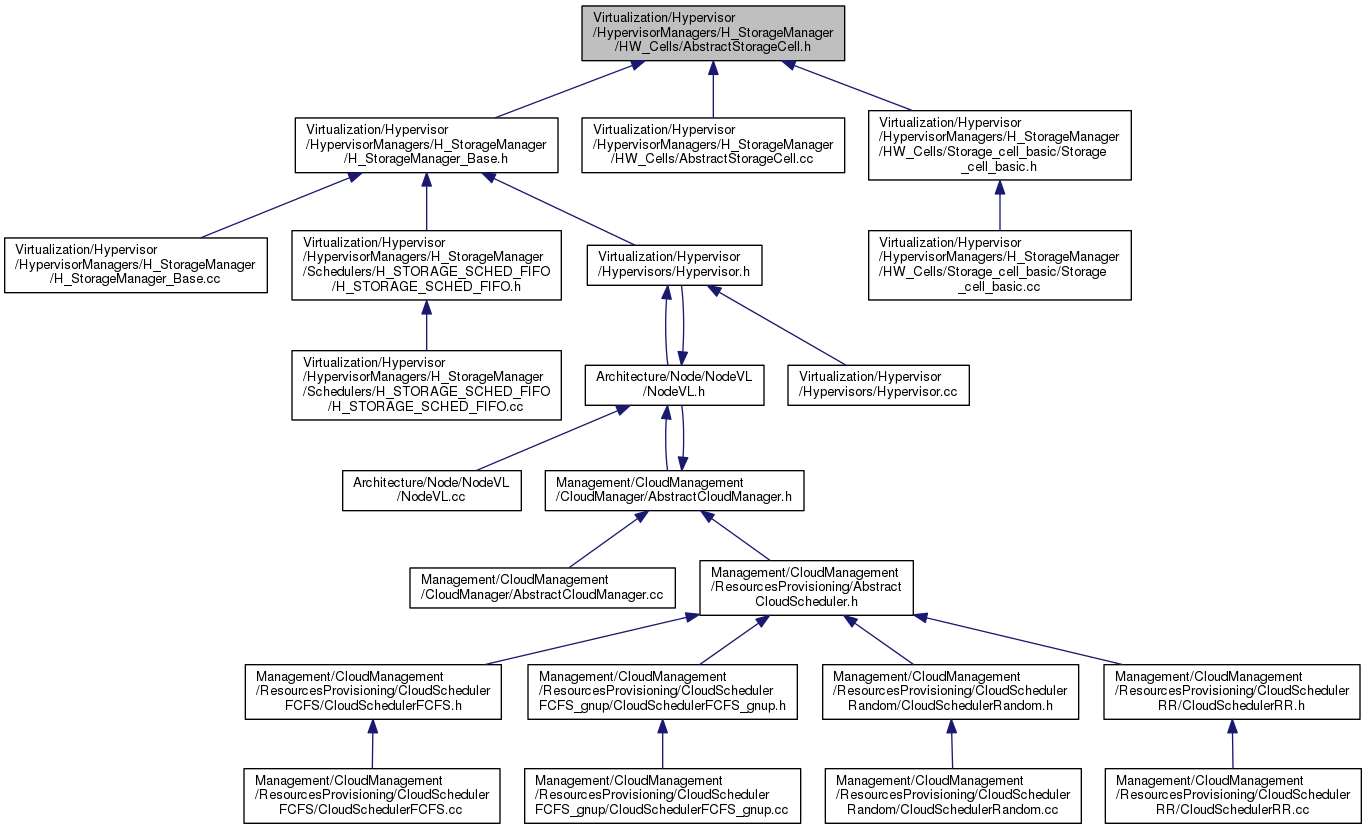 Virtualization/Hypervisor
/HypervisorManagers/H_StorageManager
/HW_Cells/AbstractStorageCell.h
Virtualization/Hypervisor
/HypervisorManagers/H_StorageManager
/H_StorageManager_Base.h
Virtualization/Hypervisor
/HypervisorManagers/H_StorageManager
/HW_Cells/AbstractStorageCell.cc
Virtualization/Hypervisor
/HypervisorManagers/H_StorageManager
/HW_Cells/Storage_cell_basic/Storage
_cell_basic.h
Virtualization/Hypervisor
/HypervisorManagers/H_StorageManager
/H_StorageManager_Base.cc
Virtualization/Hypervisor
/HypervisorManagers/H_StorageManager
/Schedulers/H_STORAGE_SCHED_FIFO
/H_STORAGE_SCHED_FIFO.h
Virtualization/Hypervisor
/Hypervisors/Hypervisor.h
Virtualization/Hypervisor
/HypervisorManagers/H_StorageManager
/HW_Cells/Storage_cell_basic/Storage
_cell_basic.cc
Virtualization/Hypervisor
/HypervisorManagers/H_StorageManager
/Schedulers/H_STORAGE_SCHED_FIFO
/H_STORAGE_SCHED_FIFO.cc
Architecture/Node/NodeVL
/NodeVL.h
Virtualization/Hypervisor
/Hypervisors/Hypervisor.cc
Architecture/Node/NodeVL
/NodeVL.cc
Management/CloudManagement
/CloudManager/AbstractCloudManager.h
Management/CloudManagement
/CloudManager/AbstractCloudManager.cc
Management/CloudManagement
/ResourcesProvisioning/Abstract
CloudScheduler.h
Management/CloudManagement
/ResourcesProvisioning/CloudScheduler
FCFS/CloudSchedulerFCFS.h
Management/CloudManagement
/ResourcesProvisioning/CloudScheduler
FCFS_gnup/CloudSchedulerFCFS_gnup.h
Management/CloudManagement
/ResourcesProvisioning/CloudScheduler
Random/CloudSchedulerRandom.h
Management/CloudManagement
/ResourcesProvisioning/CloudScheduler
RR/CloudSchedulerRR.h
Management/CloudManagement
/ResourcesProvisioning/CloudScheduler
FCFS/CloudSchedulerFCFS.cc
Management/CloudManagement
/ResourcesProvisioning/CloudScheduler
FCFS_gnup/CloudSchedulerFCFS_gnup.cc
Management/CloudManagement
/ResourcesProvisioning/CloudScheduler
Random/CloudSchedulerRandom.cc
Management/CloudManagement
/ResourcesProvisioning/CloudScheduler
RR/CloudSchedulerRR.cc